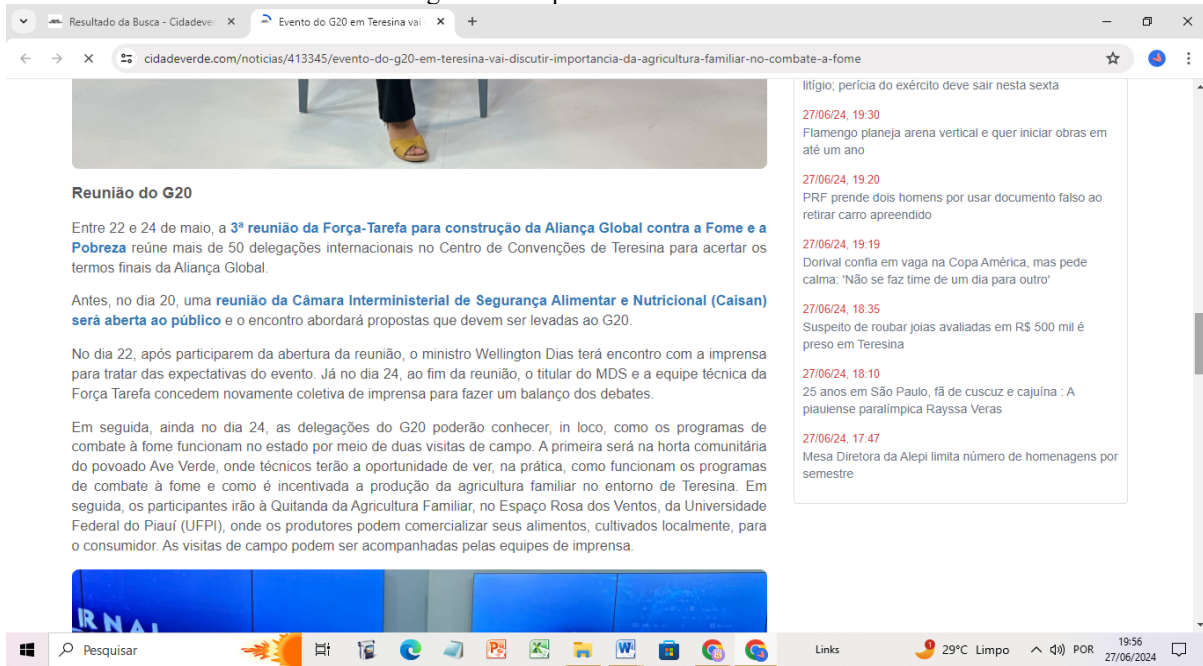 Resultado da Busca - Cidadever
Evento do G20 em Teresina vai
cidadeverde.com/noticias/413345/evento-do-g20-em-teresina-vai-discutir-importancia-da-agricultura-familiar-no-combate-a-fome
Reunião do G20
Entre 22 e 24 de maio, a 3ª reunião da Força-Tarefa para construção da Aliança Global contra a Fome e a
Pobreza reúne mais de 50 delegações internacionais no Centro de Convenções de Teresina para acertar os
termos finais da Aliança Global.
Antes, no dia 20, uma reunião da Câmara Interministerial de Segurança Alimentar e Nutricional (Caisan)
será aberta ao público e o encontro abordará propostas que devem ser levadas ao G20.
No dia 22, após participarem da abertura da reunião, o ministro Wellington Dias terá encontro com a imprensa
para tratar das expectativas do evento. Já no dia 24, ao fim da reunião, o titular do MDS e a equipe técnica da
Força Tarefa concedem novamente coletiva de imprensa para fazer um balanço dos debates.
Em seguida, ainda no dia 24, as delegações do G20 poderão conhecer, in loco, como os programas de
combate à fome funcionam no estado por meio de duas visitas de campo. A primeira será na horta comunitária
do povoado Ave Verde, onde técnicos terão a oportunidade de ver, na prática, como funcionam os programas
de combate à fome e como é incentivada a produção da agricultura familiar no entorno de Teresina. Em
seguida, os participantes irão à Quitanda da Agricultura Familiar, no Espaço Rosa dos Ventos, da Universidade
Federal do Piauí (UFPI), onde os produtores podem comercializar seus alimentos, cultivados localmente, para
o consumidor. As visitas de campo podem ser acompanhadas pelas equipes de imprensa.
RNAL
litígio; perícia do exército deve sair nesta sexta
27/06/24, 19:30
Flamengo planeja arena vertical e quer iniciar obras em
até um ano
27/06/24, 19:20
PRF prende dois homens por usar documento falso ao
retirar carro apreendido
27/06/24, 19:19
Dorival confia em vaga na Copa América, mas pede
calma: 'Não se faz time de um dia para outro'
27/06/24, 18:35
Suspeito de roubar joias avaliadas em R$ 500 mil é
preso em Teresina
27/06/24, 18:10
25 anos em São Paulo, fã de cuscuz e cajuína : A
piauiense paralímpica Rayssa Veras
27/06/24, 17:47
Mesa Diretora da Alepi limita número de homenagens por
semestre
Pesquisar
Links
29°C Limpo
POR
19:56
27/06/2024